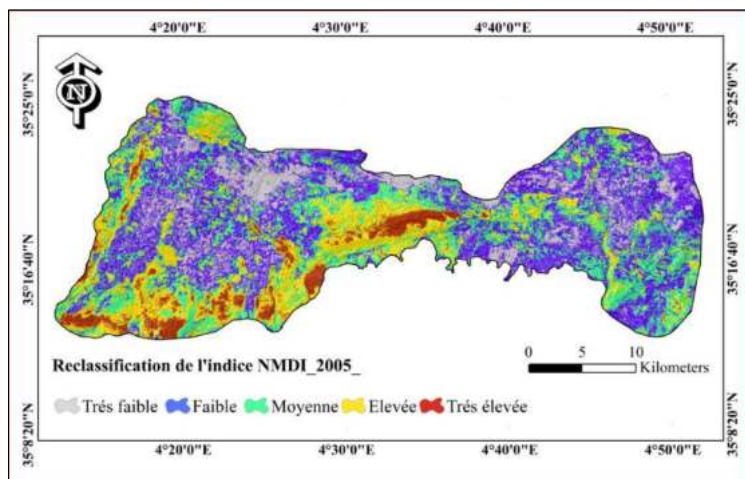 4°20'0"E 4°30'0"E 4°40'0"E 4°50'0"E
35°25'0"N 35°25'0"N
N
35°16'40"N 35°16'40"N
Reclassification de l'indice NMDI_2005_
0 5 10
Kilometers
Trés faible Faible Moyenne Elevée Trés élevée
35°8'20"N 35°8'20"N
4°20'0"E 4°30'0"E 4°40'0"E 4°50'0"E